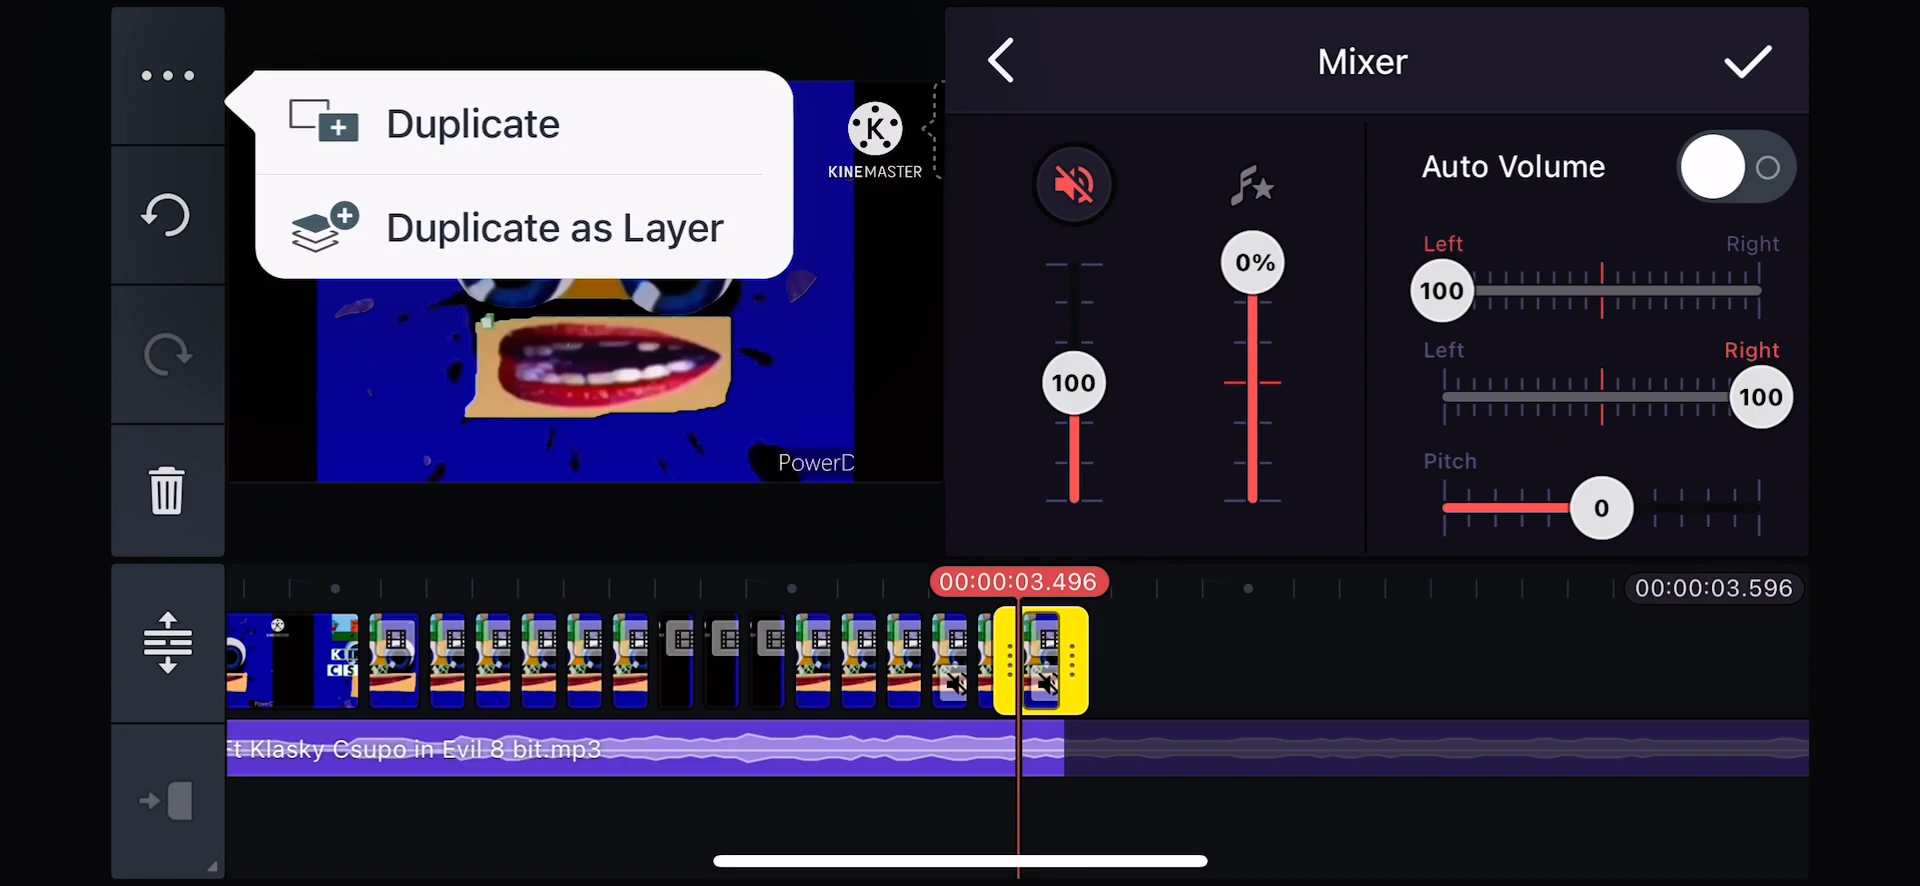 Mixer
Duplicate
Duplicate as Layer
K
KINEMASTER
PowerD
Auto Volume
Left Right
100
Left Right
100
Pitch
0
0%
100
00:00:03.496
00:00:03.596
Ft Klasky Csupo in Evil 8 bit.mp3